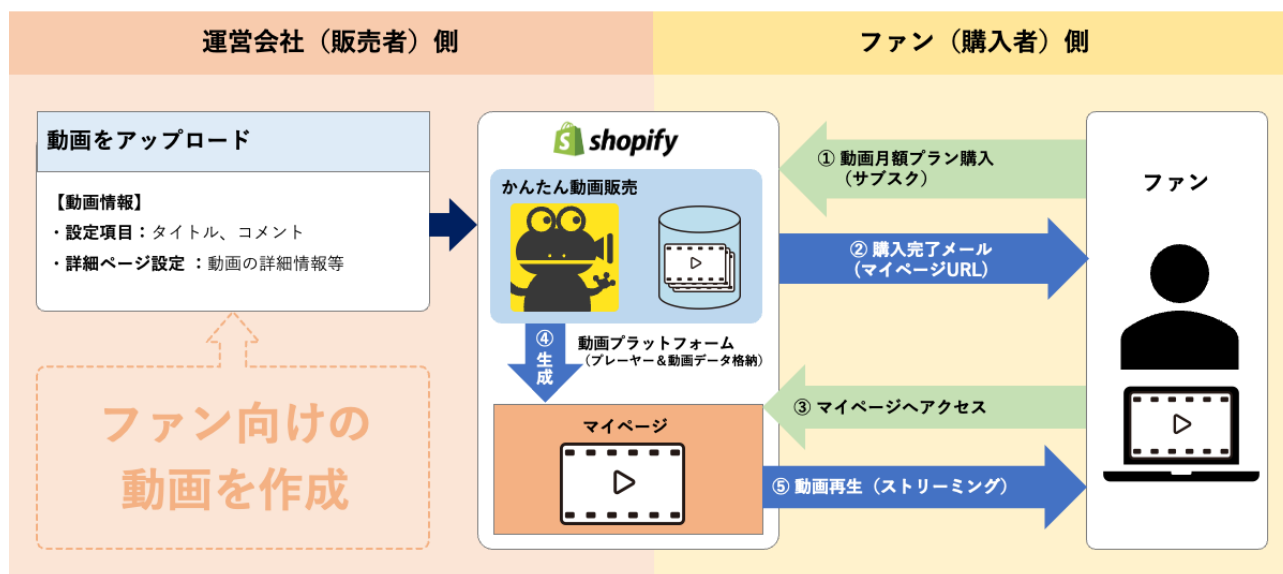 運営会社（販売者）側
ファン（購入者）側
動画をアップロード
【動画情報】
・設定項目：タイトル、コメント
・詳細ページ設定 ：動画の詳細情報等
ファン向けの
動画を作成
shopify
かんたん動画販売
④
生
成
動画プラットフォーム
（プレーヤー＆動画データ格納）
マイページ
① 動画月額プラン購入
（サブスク）
② 購入完了メール
（マイページURL）
③ マイページへアクセス
⑤ 動画再生（ストリーミング）
ファン